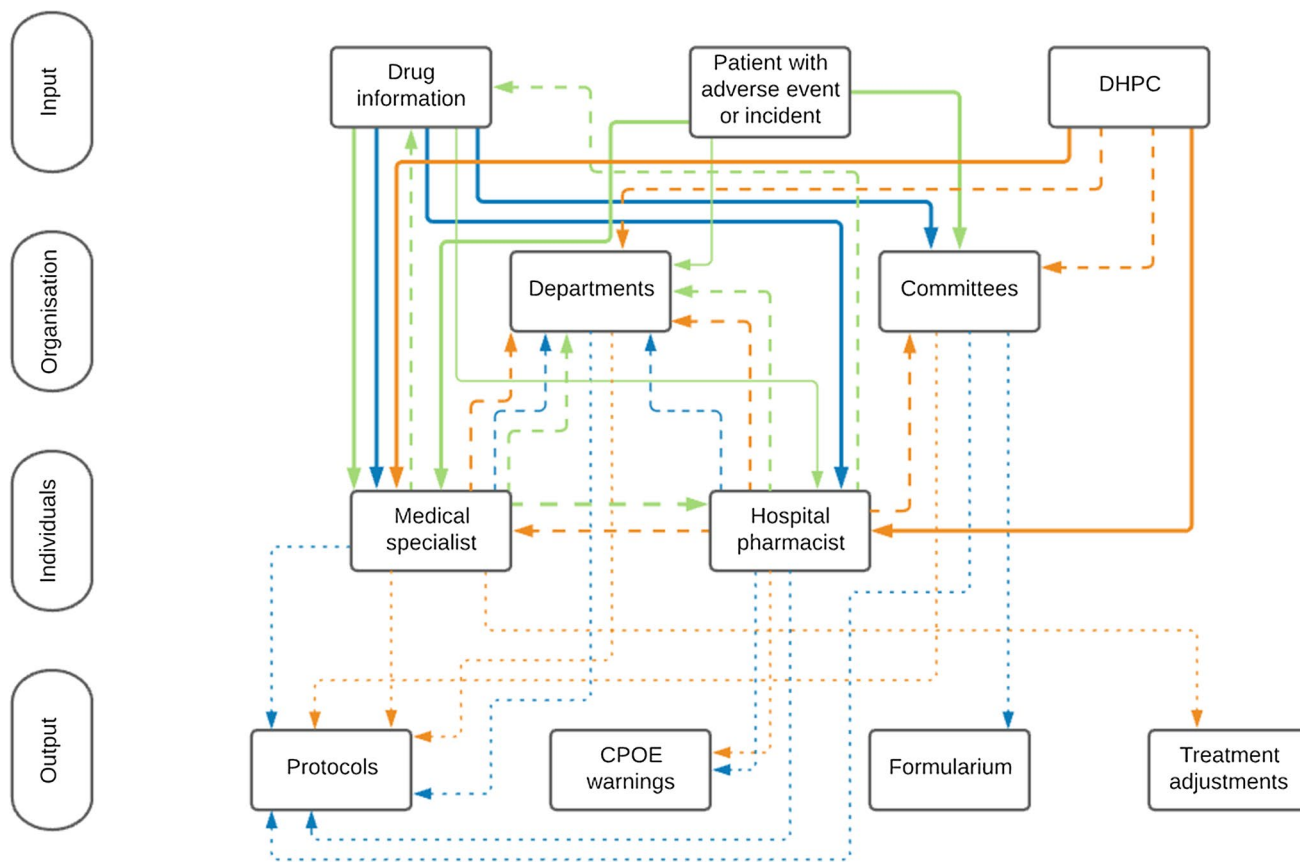 Input
Drug
information
Patient with
adverse event
or incident
DHPC
Organisation
Departments
Committees
Individuals
Medical
specialist
Hospital
pharmacist
Output
Protocols
CPOE
warnings
Formularium
Treatment
adjustments